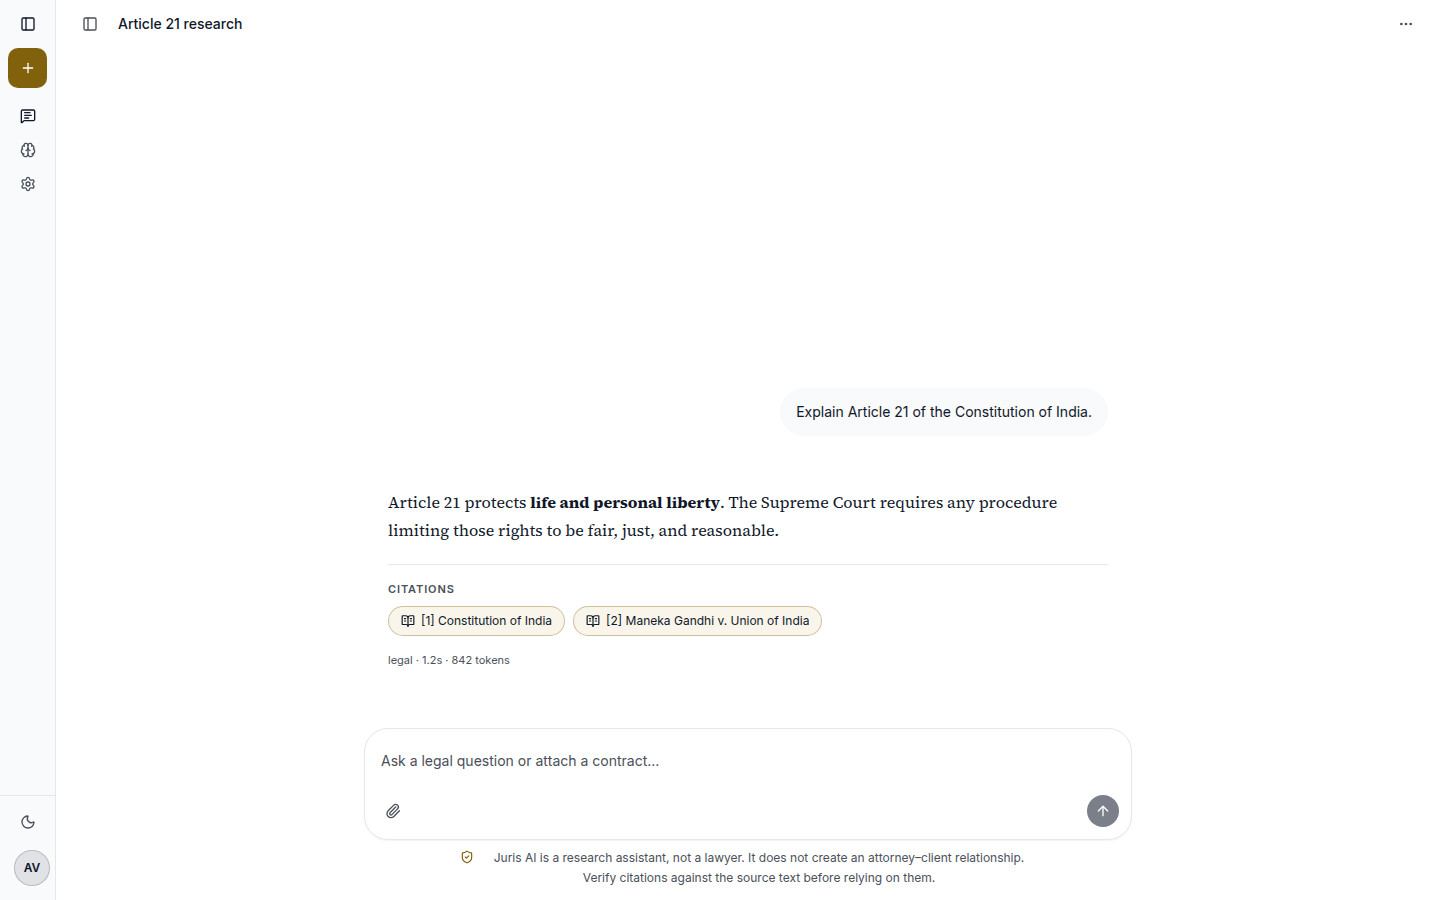 Article 21 research
Explain Article 21 of the Constitution of India.
Article 21 protects life and personal liberty. The Supreme Court requires any procedure
limiting those rights to be fair, just, and reasonable.
CITATIONS
[1] Constitution of India
[2] Maneka Gandhi v. Union of India
legal · 1.2s · 842 tokens
Ask a legal question or attach a contract...
AV
Juris AI is a research assistant, not a lawyer. It does not create an attorney–client relationship.
Verify citations against the source text before relying on them.